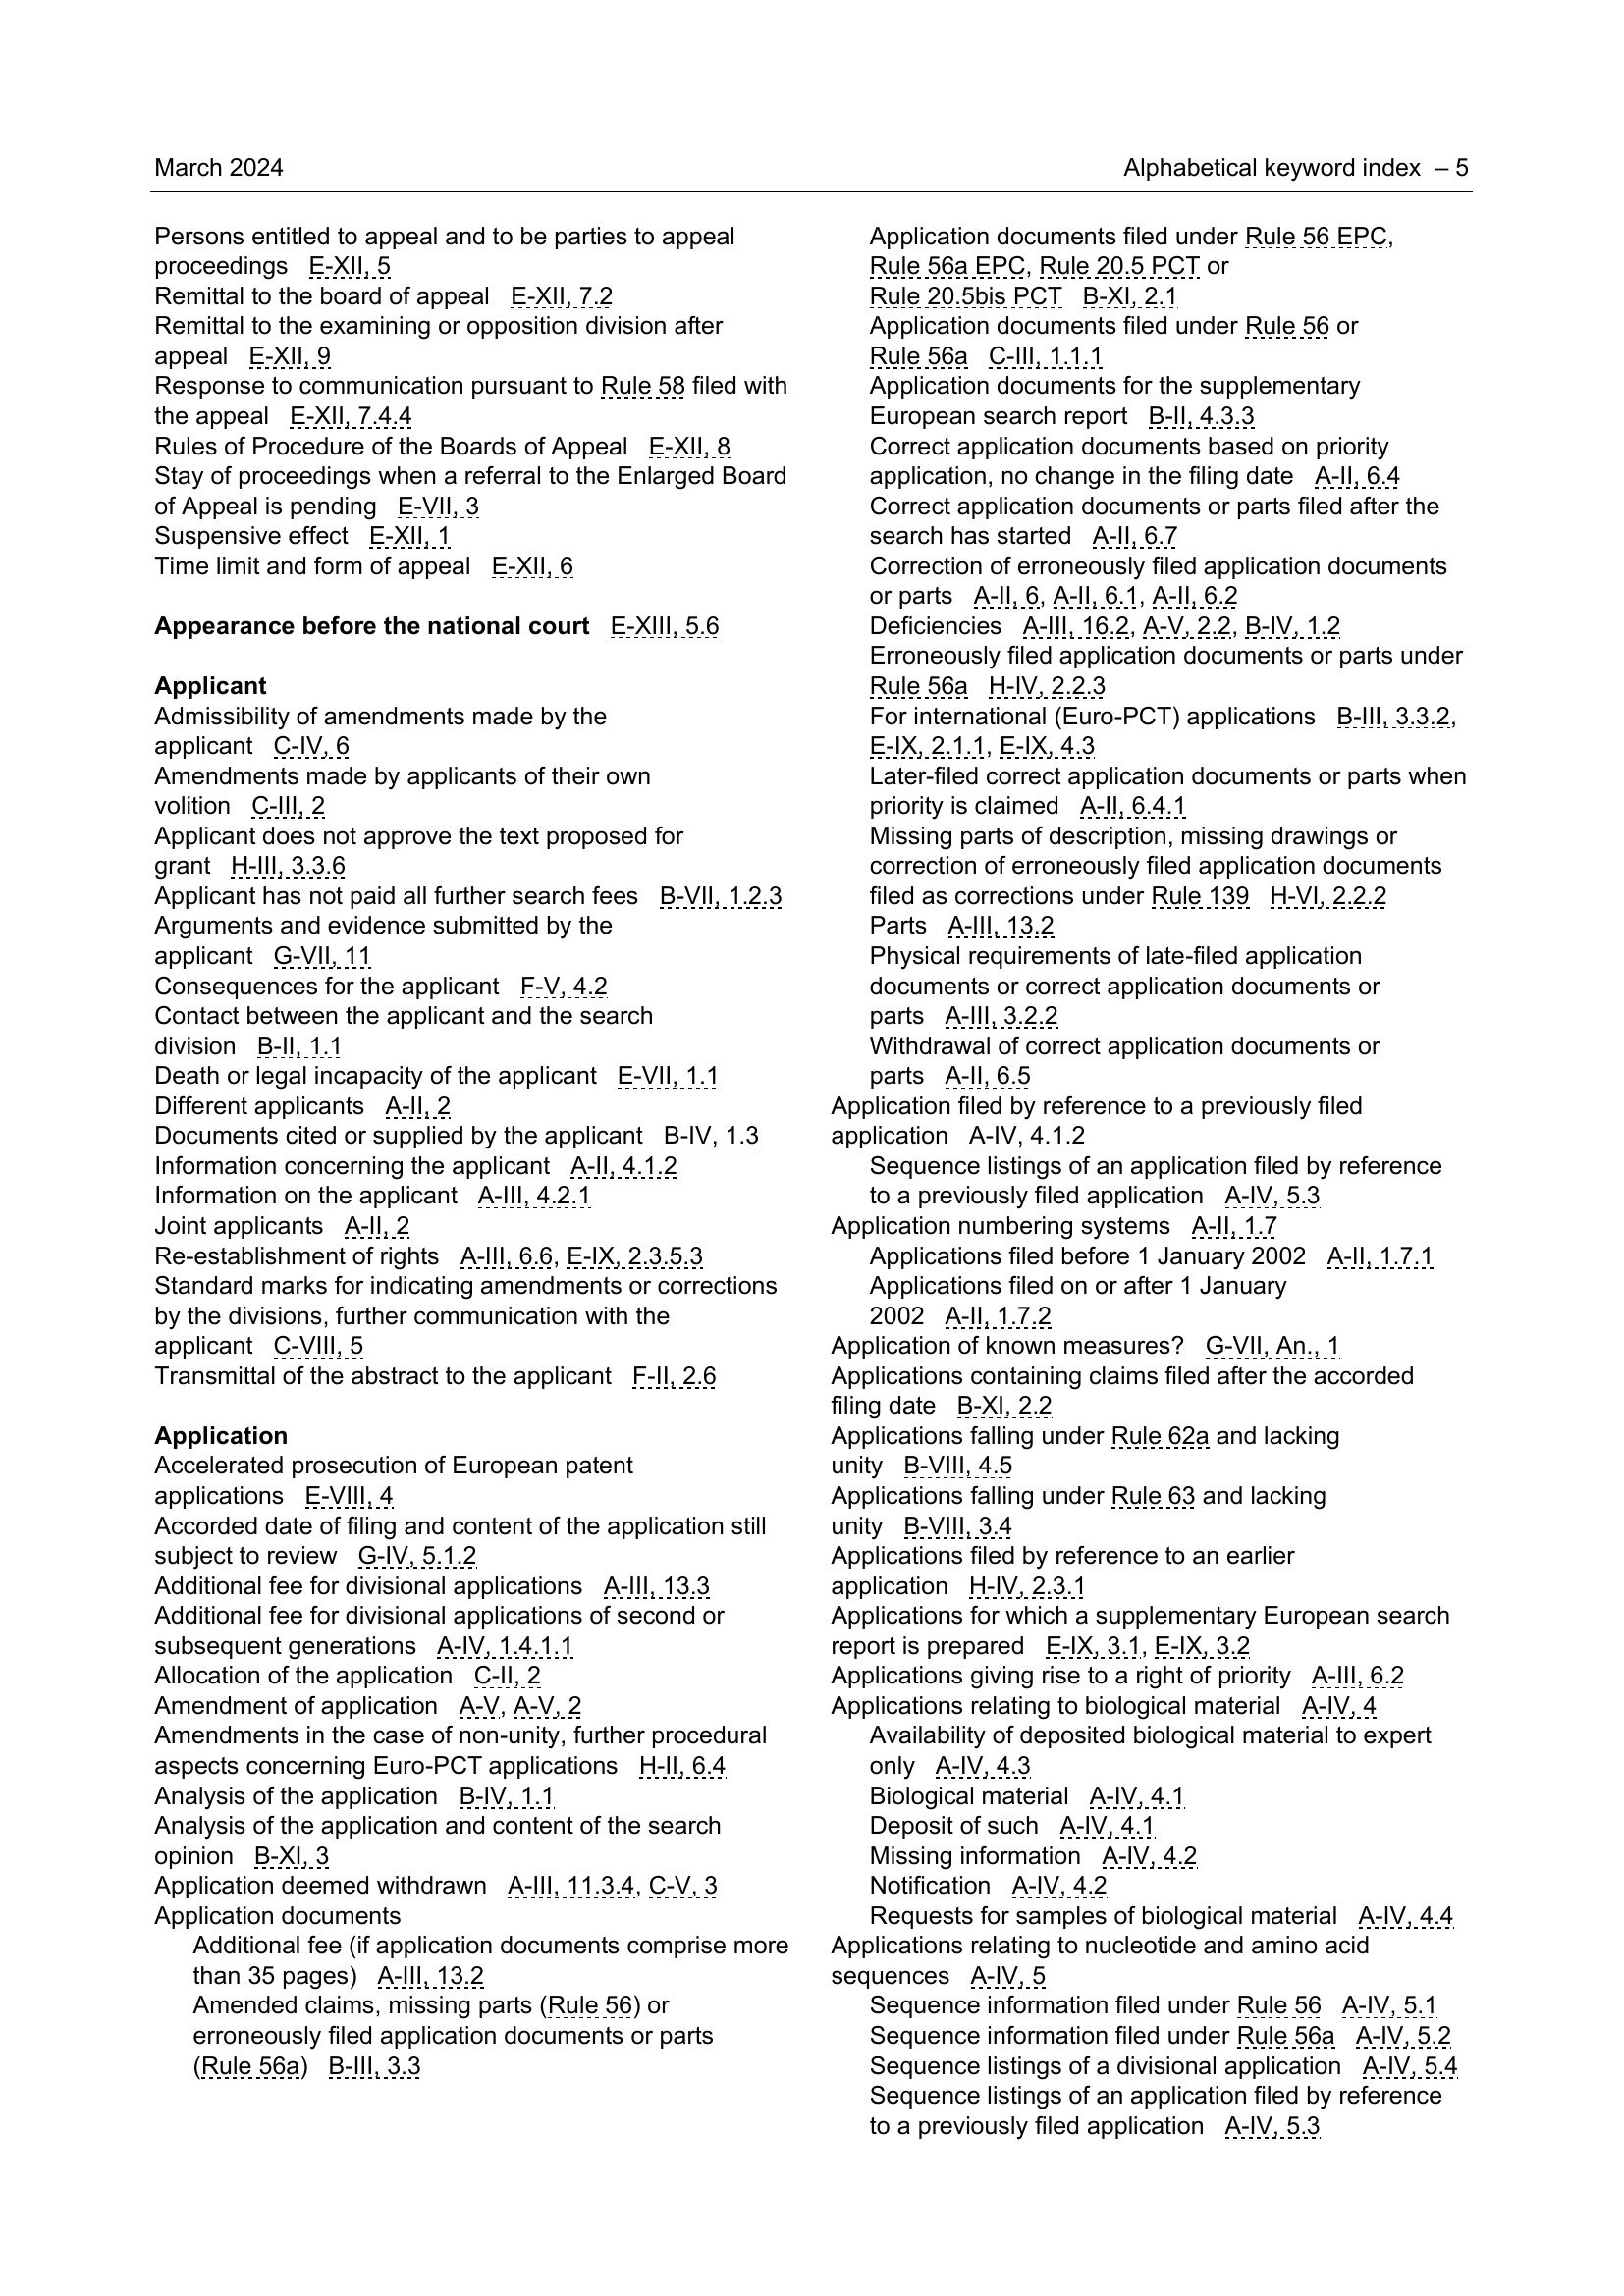 March 2024
Alphabetical keyword index – 5
Persons entitled to appeal and to be parties to appeal
proceedings E-XII, 5
Remittal to the board of appeal E-XII, 7.2
Remittal to the examining or opposition division after
appeal E-XII, 9
Response to communication pursuant to Rule 58 filed with
the appeal E-XII, 7.4.4
Rules of Procedure of the Boards of Appeal E-XII, 8
Stay of proceedings when a referral to the Enlarged Board
of Appeal is pending E-VII, 3
Suspensive effect E-XII, 1
Time limit and form of appeal E-XII, 6
Appearance before the national court E-XIII, 5.6
Applicant
Admissibility of amendments made by the
applicant C-IV, 6
Amendments made by applicants of their own
volition C-III, 2
Applicant does not approve the text proposed for
grant H-III, 3.3.6
Applicant has not paid all further search fees B-VII, 1.2.3
Arguments and evidence submitted by the
applicant G-VII, 11
Consequences for the applicant F-V, 4.2
Contact between the applicant and the search
division B-II, 1.1
Death or legal incapacity of the applicant E-VII, 1.1
Different applicants A-II, 2
Documents cited or supplied by the applicant B-IV, 1.3
Information concerning the applicant A-II, 4.1.2
Information on the applicant A-III, 4.2.1
Joint applicants A-II, 2
Re-establishment of rights A-III, 6.6, E-IX, 2.3.5.3
Standard marks for indicating amendments or corrections
by the divisions, further communication with the
applicant C-VIII, 5
Transmittal of the abstract to the applicant F-II, 2.6
Application
Accelerated prosecution of European patent
applications E-VIII, 4
Accorded date of filing and content of the application still
subject to review G-IV, 5.1.2
Additional fee for divisional applications A-III, 13.3
Additional fee for divisional applications of second or
subsequent generations A-IV, 1.4.1.1
Allocation of the application C-II, 2
Amendment of application A-V, A-V, 2
Amendments in the case of non-unity, further procedural
aspects concerning Euro-PCT applications H-II, 6.4
Analysis of the application B-IV, 1.1
Analysis of the application and content of the search
opinion B-XI, 3
Application deemed withdrawn A-III, 11.3.4, C-V, 3
Application documents
Additional fee (if application documents comprise more
than 35 pages) A-III, 13.2
Amended claims, missing parts (Rule 56) or
erroneously filed application documents or parts
(Rule 56a) B-III, 3.3
Application documents filed under Rule 56 EPC,
Rule 56a EPC, Rule 20.5 PCT or
Rule 20.5bis PCT B-XI, 2.1
Application documents filed under Rule 56 or
Rule 56a C-III, 1.1.1
Application documents for the supplementary
European search report B-II, 4.3.3
Correct application documents based on priority
application, no change in the filing date A-II, 6.4
Correct application documents or parts filed after the
search has started A-II, 6.7
Correction of erroneously filed application documents
or parts A-II, 6, A-II, 6.1, A-II, 6.2
Deficiencies A-III, 16.2, A-V, 2.2, B-IV, 1.2
Erroneously filed application documents or parts under
Rule 56a H-IV, 2.2.3
For international (Euro-PCT) applications B-III, 3.3.2,
E-IX, 2.1.1, E-IX, 4.3
Later-filed correct application documents or parts when
priority is claimed A-II, 6.4.1
Missing parts of description, missing drawings or
correction of erroneously filed application documents
filed as corrections under Rule 139 H-VI, 2.2.2
Parts A-III, 13.2
Physical requirements of late-filed application
documents or correct application documents or
parts A-III, 3.2.2
Withdrawal of correct application documents or
parts A-II, 6.5
Application filed by reference to a previously filed
application A-IV, 4.1.2
Sequence listings of an application filed by reference
to a previously filed application A-IV, 5.3
Application numbering systems A-II, 1.7
Applications filed before 1 January 2002 A-II, 1.7.1
Applications filed on or after 1 January
2002 A-II, 1.7.2
Application of known measures? G-VII, An., 1
Applications containing claims filed after the accorded
filing date B-XI, 2.2
Applications falling under Rule 62a and lacking
unity B-VIII, 4.5
Applications falling under Rule 63 and lacking
unity B-VIII, 3.4
Applications filed by reference to an earlier
application H-IV, 2.3.1
Applications for which a supplementary European search
report is prepared E-IX, 3.1, E-IX, 3.2
Applications giving rise to a right of priority A-III, 6.2
Applications relating to biological material A-IV, 4
Availability of deposited biological material to expert
only A-IV, 4.3
Biological material A-IV, 4.1
Deposit of such A-IV, 4.1
Missing information A-IV, 4.2
Notification A-IV, 4.2
Requests for samples of biological material A-IV, 4.4
Applications relating to nucleotide and amino acid
sequences A-IV, 5
Sequence information filed under Rule 56 A-IV, 5.1
Sequence information filed under Rule 56a A-IV, 5.2
Sequence listings of a divisional application A-IV, 5.4
Sequence listings of an application filed by reference
to a previously filed application A-IV, 5.3